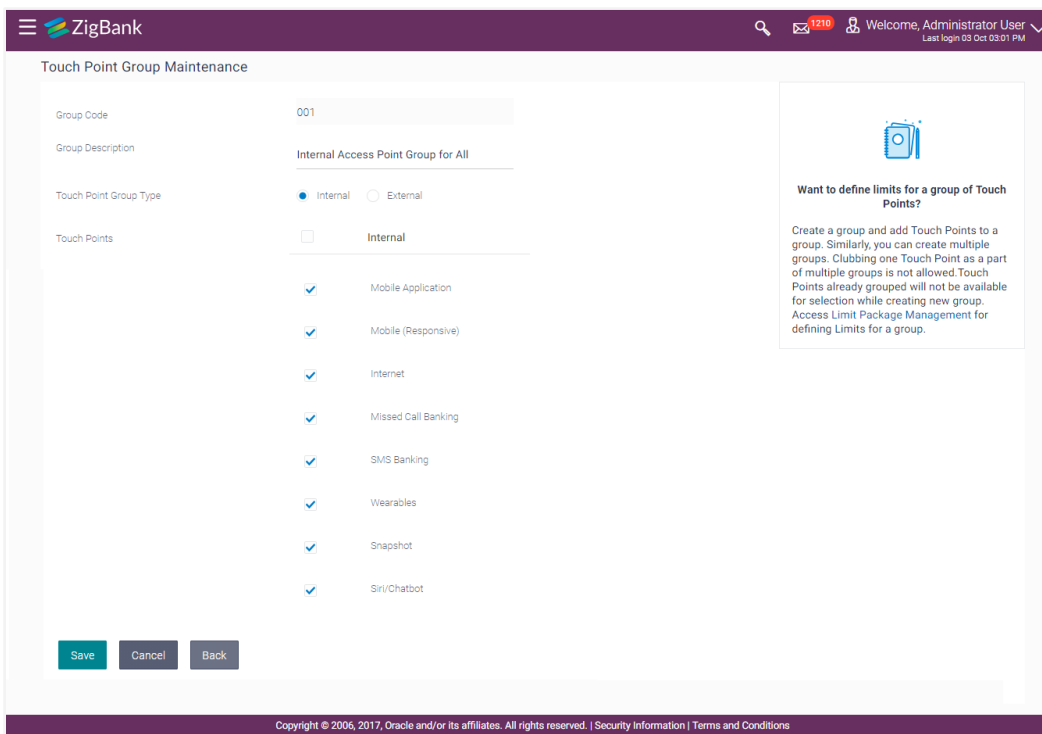 ZigBank
1210
Welcome, Administrator User
Last login 03 Oct 03:01 PM
Touch Point Group Maintenance
Group Code
001
Group Description
Internal Access Point Group for All
Touch Point Group Type
Internal
External
Touch Points
Internal
Mobile Application
Mobile (Responsive)
Internet
Missed Call Banking
SMS Banking
Wearables
Snapshot
Siri/Chatbot
Save
Cancel
Back
Want to define limits for a group of Touch
Points?
Create a group and add Touch Points to a
group. Similarly, you can create multiple
groups. Clubbing one Touch Point as a part
of multiple groups is not allowed.Touch
Points already grouped will not be available
for selection while creating new group.
Access Limit Package Management for
defining Limits for a group.
Copyright © 2006, 2017, Oracle and/or its affiliates. All rights reserved. | Security Information | Terms and Conditions